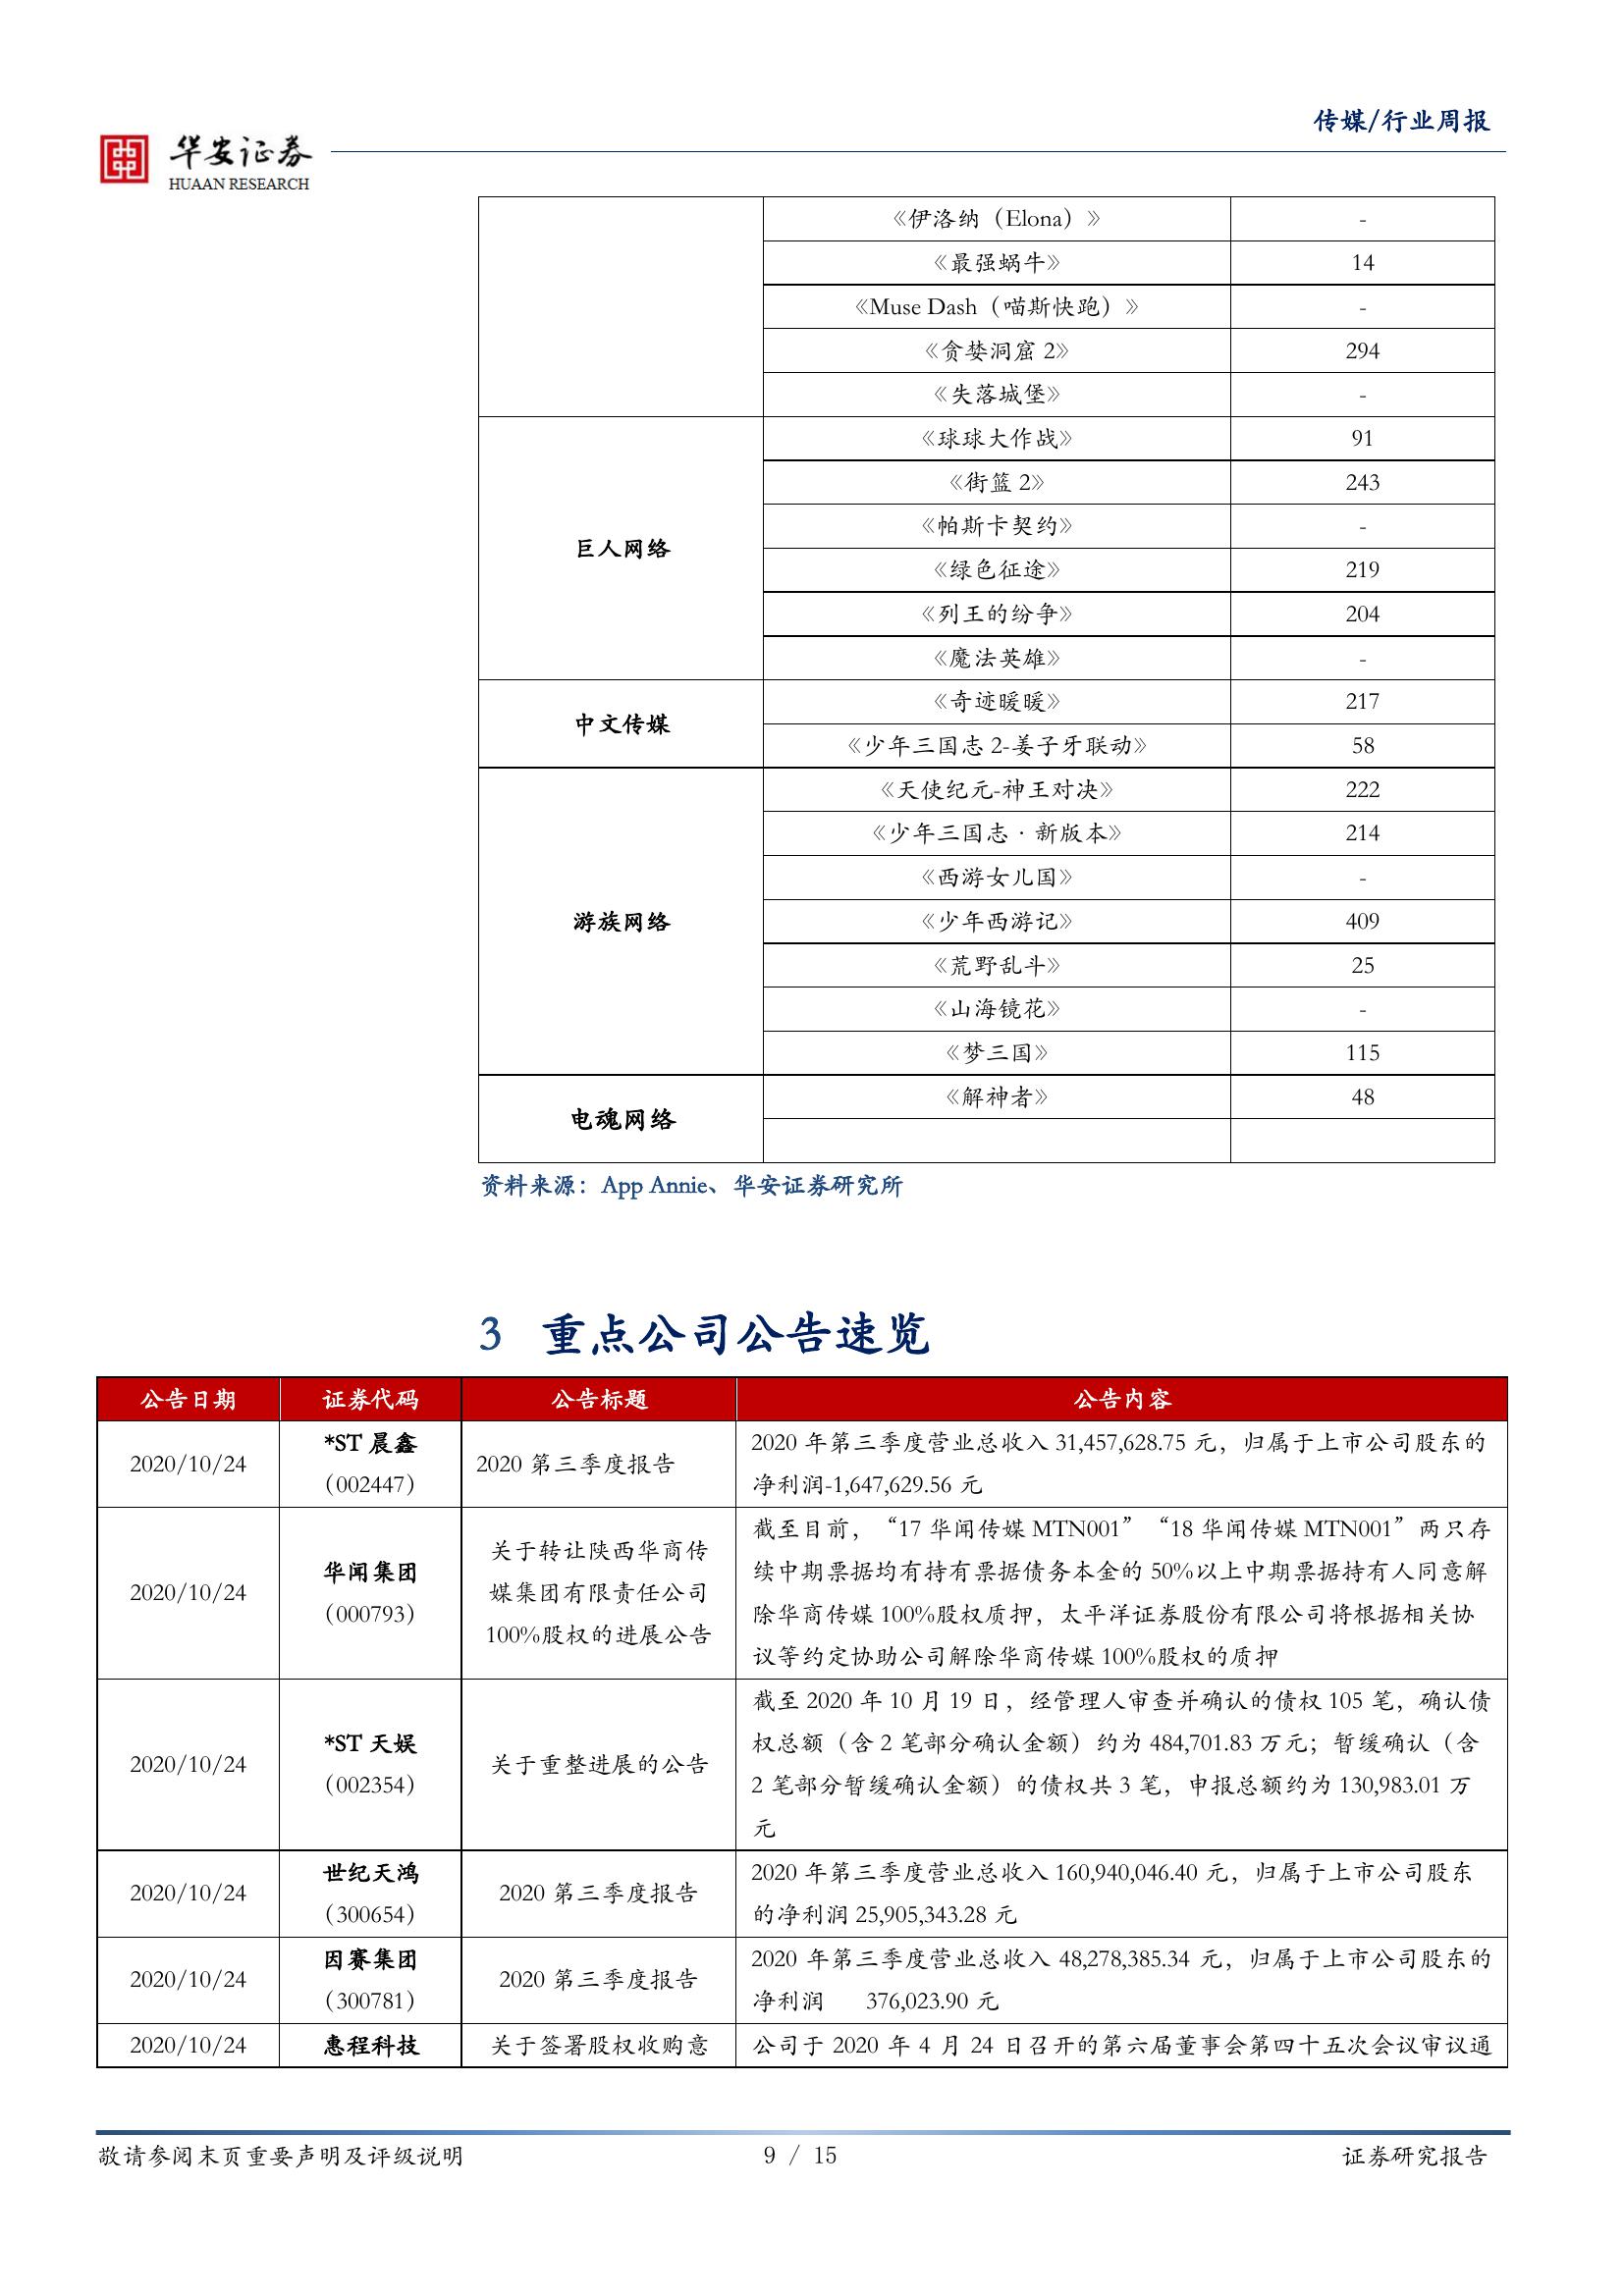 传媒/行业周报
华安证券
HUAAN RESEARCH
《伊洛纳（Elona）》 -
《最强蜗牛》 14
《Muse Dash（喵斯快跑）》 -
《贪婪洞窟 2》 294
《失落城堡》 -
巨人网络
《球球大作战》 91
《街篮 2》 243
《帕斯卡契约》 -
《绿色征途》 219
《列王的纷争》 204
《魔法英雄》 -
中文传媒
《奇迹暖暖》 217
《少年三国志 2-姜子牙联动》 58
游族网络
《天使纪元-神王对决》 222
《少年三国志·新版本》 214
《西游女儿国》 -
《少年西游记》 409
《荒野乱斗》 25
《山海镜花》 -
《梦三国》 115
电魂网络
《解神者》 48
资料来源：App Annie、华安证券研究所
3 重点公司公告速览
公告日期 证券代码 公告标题 公告内容
2020/10/24
*ST 晨鑫
（002447）
2020 第三季度报告
2020 年第三季度营业总收入 31,457,628.75 元，归属于上市公司股东的
净利润-1,647,629.56 元
2020/10/24
华闻集团
（000793）
关于转让陕西华商传
媒集团有限责任公司
100%股权的进展公告
截至目前，“17 华闻传媒 MTN001”“18 华闻传媒 MTN001”两只存
续中期票据均有持有票据债务本金的 50%以上中期票据持有人同意解
除华商传媒 100%股权质押，太平洋证券股份有限公司将根据相关协
议等约定协助公司解除华商传媒 100%股权的质押
2020/10/24
*ST 天娱
（002354）
关于重整进展的公告
截至 2020 年 10 月 19 日，经管理人审查并确认的债权 105 笔，确认债
权总额（含 2 笔部分确认金额）约为 484,701.83 万元；暂缓确认（含
2 笔部分暂缓确认金额）的债权共 3 笔，申报总额约为 130,983.01 万
元
2020/10/24
世纪天鸿
（300654）
2020 第三季度报告
2020 年第三季度营业总收入 160,940,046.40 元，归属于上市公司股东
的净利润 25,905,343.28 元
2020/10/24
因赛集团
（300781）
2020 第三季度报告
2020 年第三季度营业总收入 48,278,385.34 元，归属于上市公司股东的
净利润 376,023.90 元
2020/10/24
惠程科技
关于签署股权收购意
公司于 2020 年 4 月 24 日召开的第六届董事会第四十五次会议审议通
敬请参阅末页重要声明及评级说明 9 / 15 证券研究报告